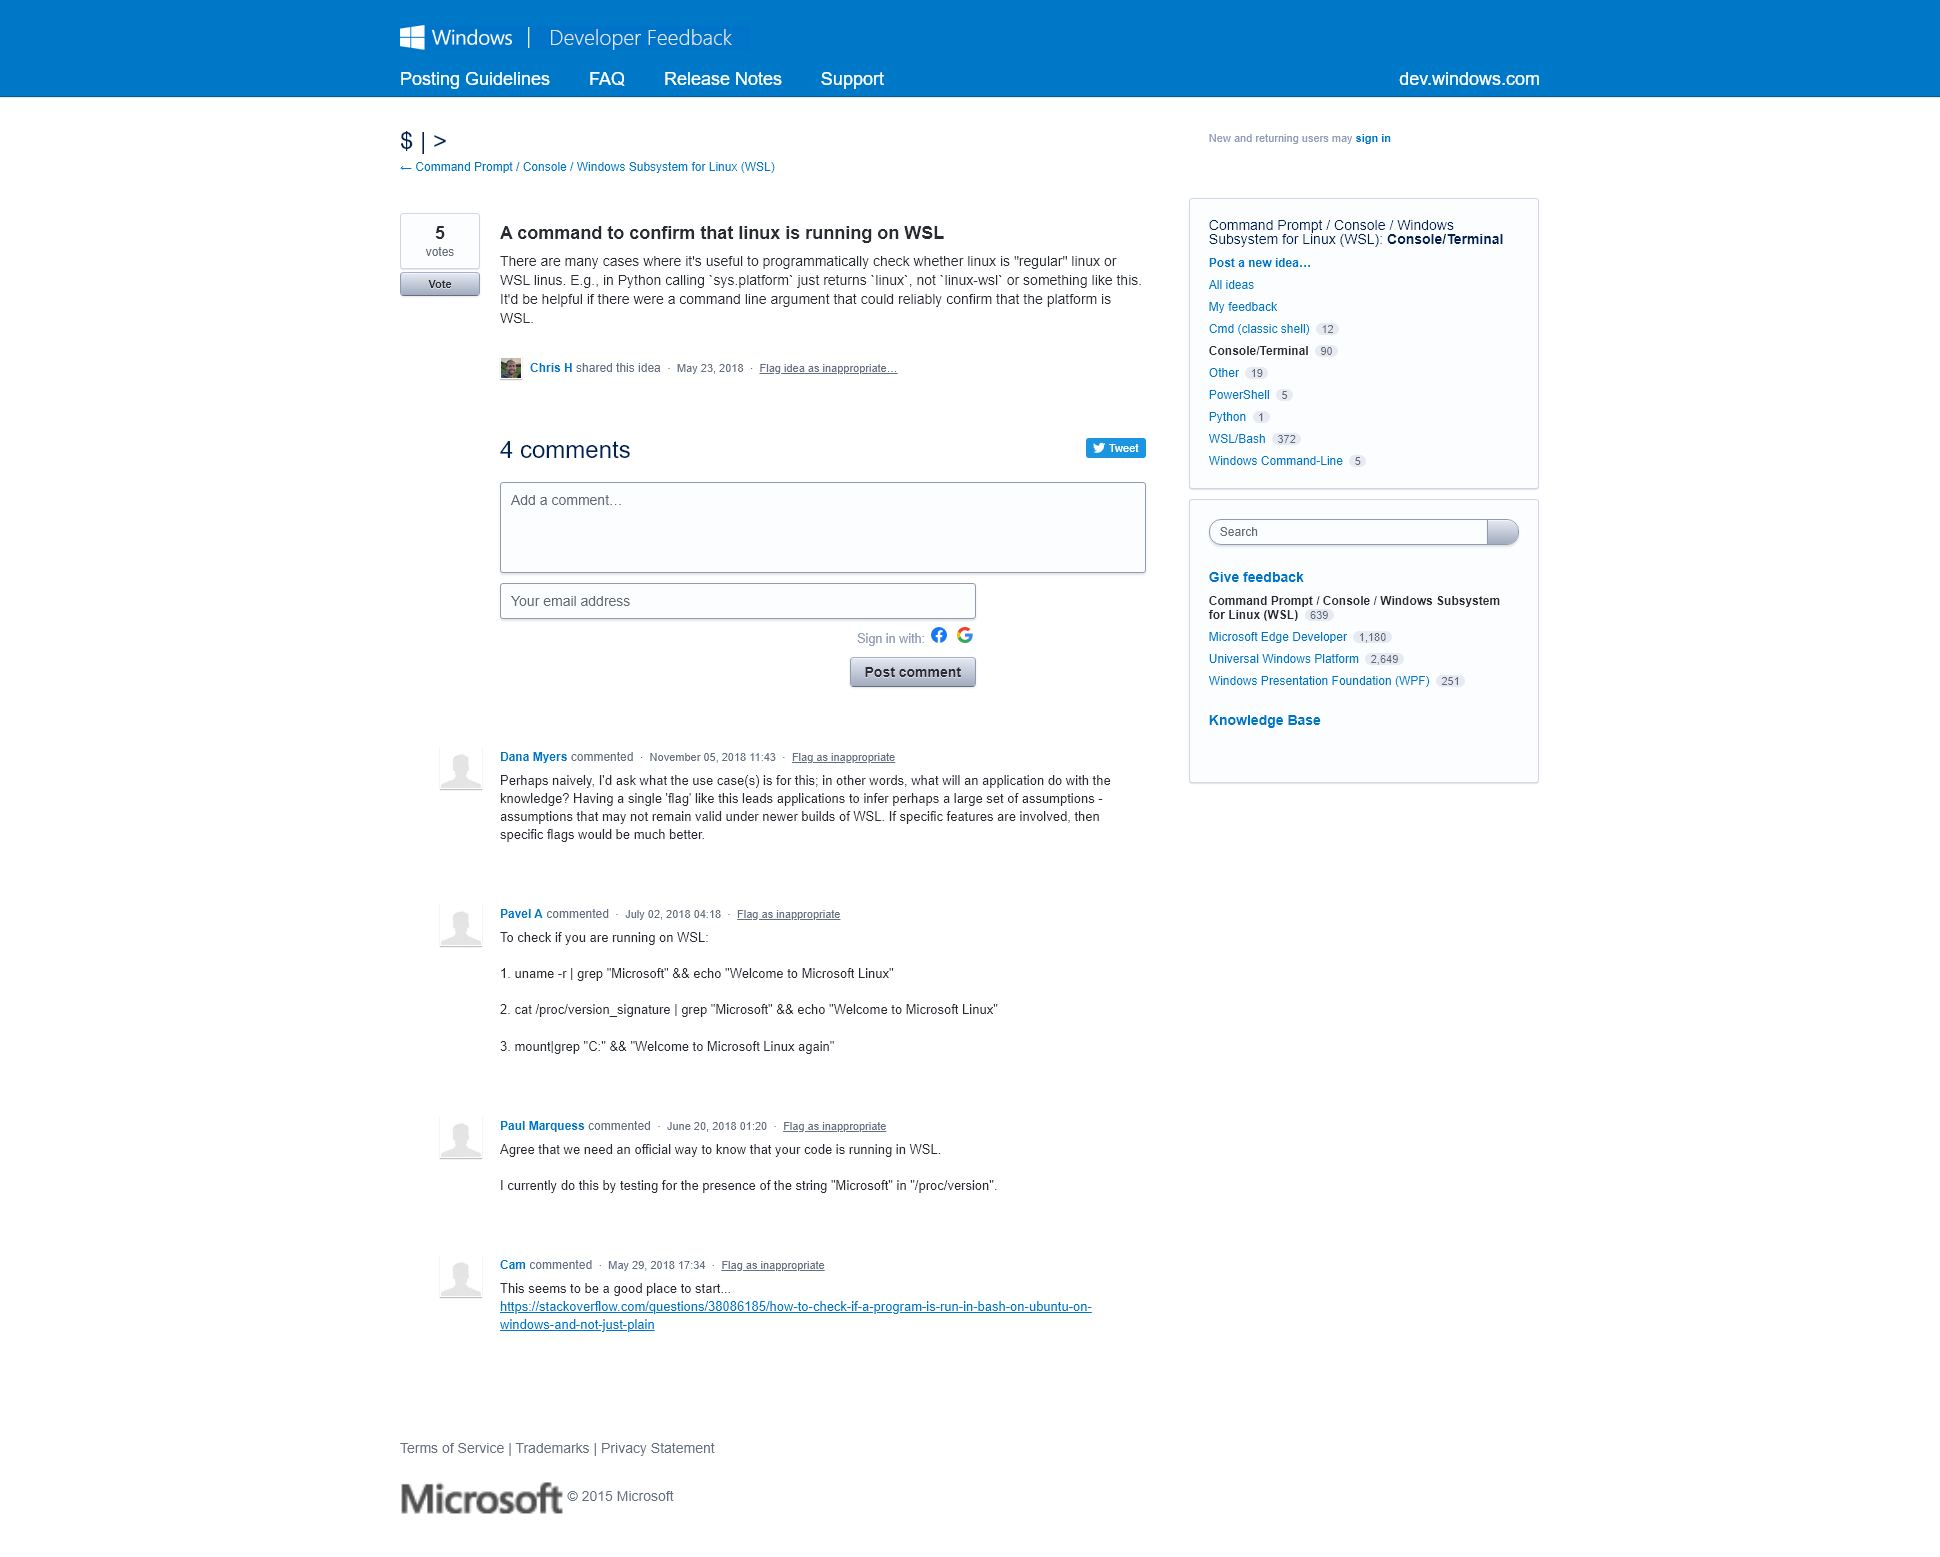 Windows | Developer Feedback
Posting Guidelines FAQ Release Notes Support dev.windows.com
$ | >
← Command Prompt / Console / Windows Subsystem for Linux (WSL)
New and returning users may sign in
5
votes
Vote
A command to confirm that linux is running on WSL
There are many cases where it's useful to programmatically check whether linux is "regular" linux or
WSL linus. E.g., in Python calling `sys.platform` just returns `linux`, not `linux-wsl` or something like this.
It'd be helpful if there were a command line argument that could reliably confirm that the platform is
WSL.
Chris H shared this idea · May 23, 2018 · Flag idea as inappropriate…
4 comments
Tweet
Add a comment…
Your email address
Sign in with:
Post comment
Dana Myers commented · November 05, 2018 11:43 · Flag as inappropriate
Perhaps naively, I'd ask what the use case(s) is for this; in other words, what will an application do with the
knowledge? Having a single 'flag' like this leads applications to infer perhaps a large set of assumptions -
assumptions that may not remain valid under newer builds of WSL. If specific features are involved, then
specific flags would be much better.
Pavel A commented · July 02, 2018 04:18 · Flag as inappropriate
To check if you are running on WSL:
1. uname -r | grep "Microsoft" && echo "Welcome to Microsoft Linux"
2. cat /proc/version_signature | grep "Microsoft" && echo "Welcome to Microsoft Linux"
3. mount|grep "C:" && "Welcome to Microsoft Linux again"
Paul Marquess commented · June 20, 2018 01:20 · Flag as inappropriate
Agree that we need an official way to know that your code is running in WSL.
I currently do this by testing for the presence of the string "Microsoft" in "/proc/version".
Cam commented · May 29, 2018 17:34 · Flag as inappropriate
This seems to be a good place to start...
https://stackoverflow.com/questions/38086185/how-to-check-if-a-program-is-run-in-bash-on-ubuntu-on-
windows-and-not-just-plain
Command Prompt / Console / Windows
Subsystem for Linux (WSL): Console/Terminal
Post a new idea…
All ideas
My feedback
Cmd (classic shell) 12
Console/Terminal 90
Other 19
PowerShell 5
Python 1
WSL/Bash 372
Windows Command-Line 5
Search
Give feedback
Command Prompt / Console / Windows Subsystem
for Linux (WSL) 639
Microsoft Edge Developer 1,180
Universal Windows Platform 2,649
Windows Presentation Foundation (WPF) 251
Knowledge Base
Terms of Service | Trademarks | Privacy Statement
Microsoft © 2015 Microsoft